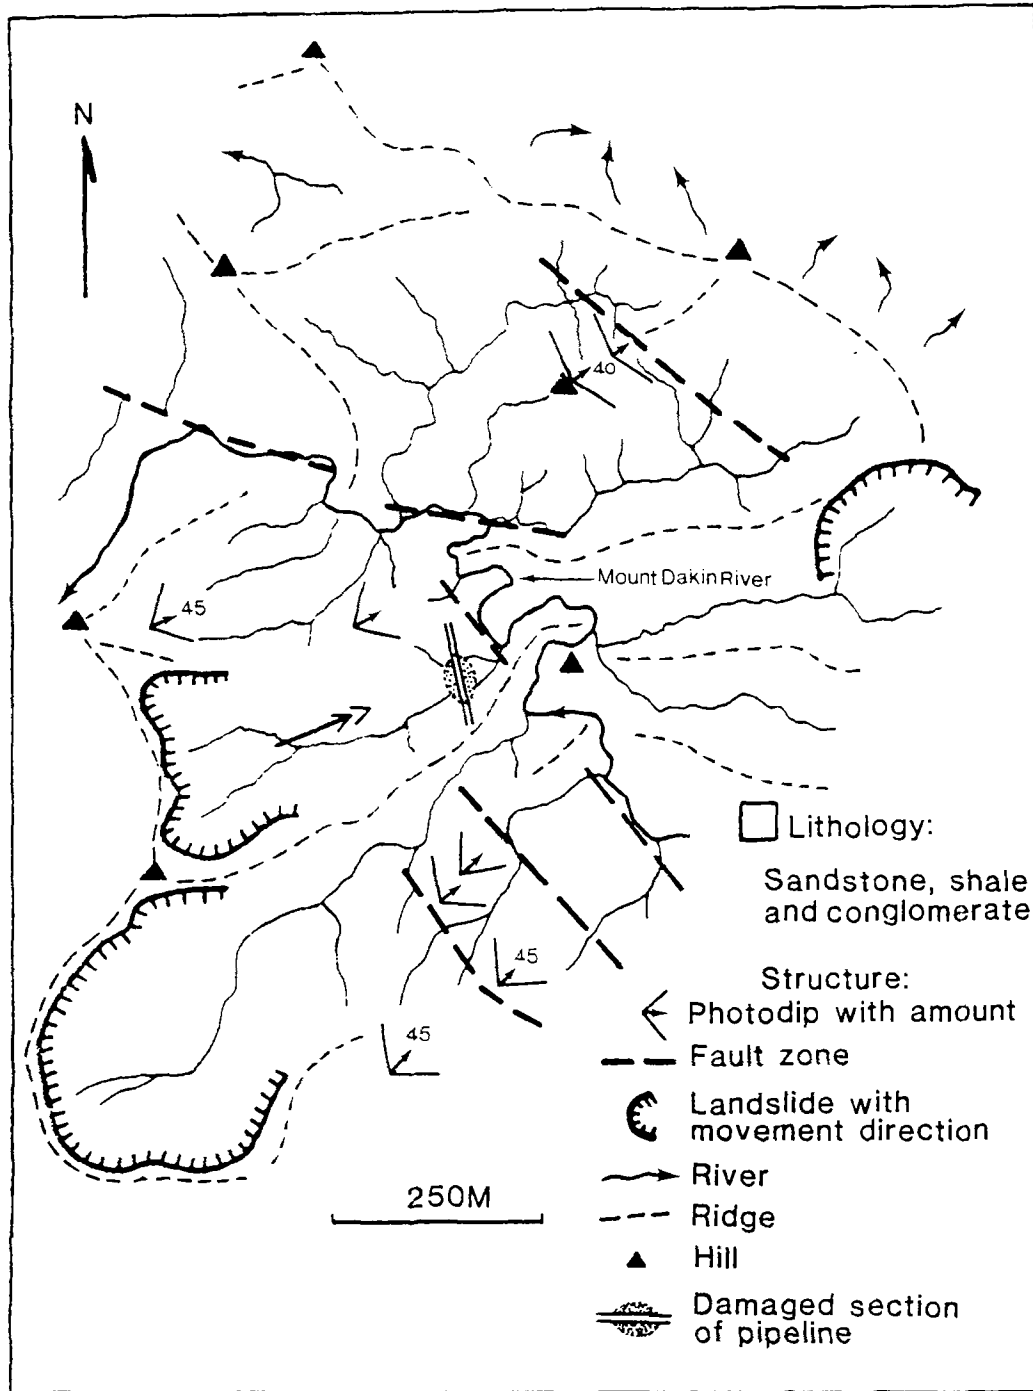 N
40
Mount Dakin River
45
45
45
Lithology:
Sandstone, shale
and conglomerate
Structure:
Photodip with amount
Fault zone
Landslide with
movement direction
River
Ridge
Hill
Damaged section
of pipeline
250M